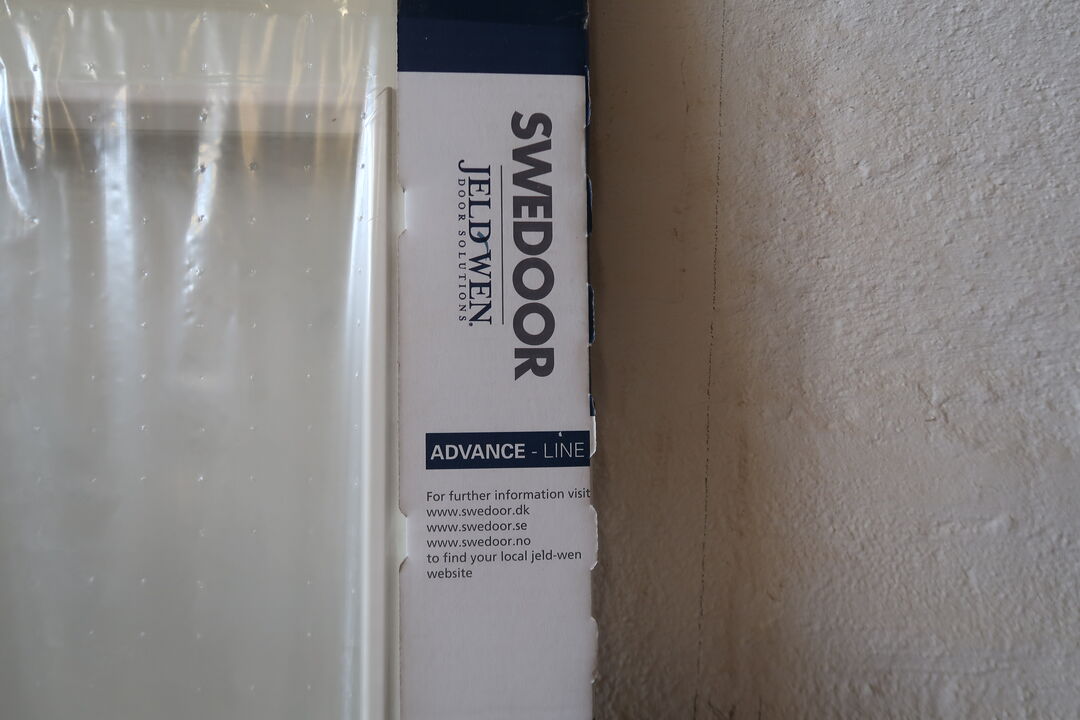 SWEDOOR
JELD-WEN®
DOOR SOLUTIONS
ADVANCE - LINE
For further information visit
www.swedoor.dk
www.swedoor.se
www.swedoor.no
to find your local jeld-wen
website